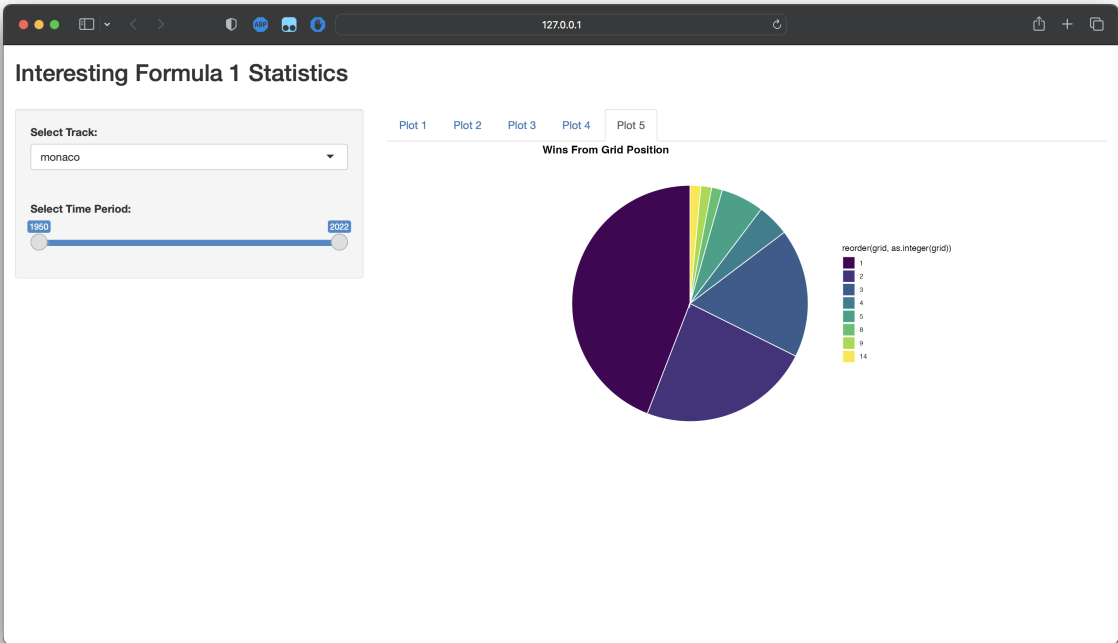 ABP
127.0.0.1
Interesting Formula 1 Statistics
Select Track:
monaco
Select Time Period:
1950 2022
Plot 1 Plot 2 Plot 3 Plot 4 Plot 5
Wins From Grid Position
reorder(grid, as.integer(grid))
1
2
3
4
5
8
9
14